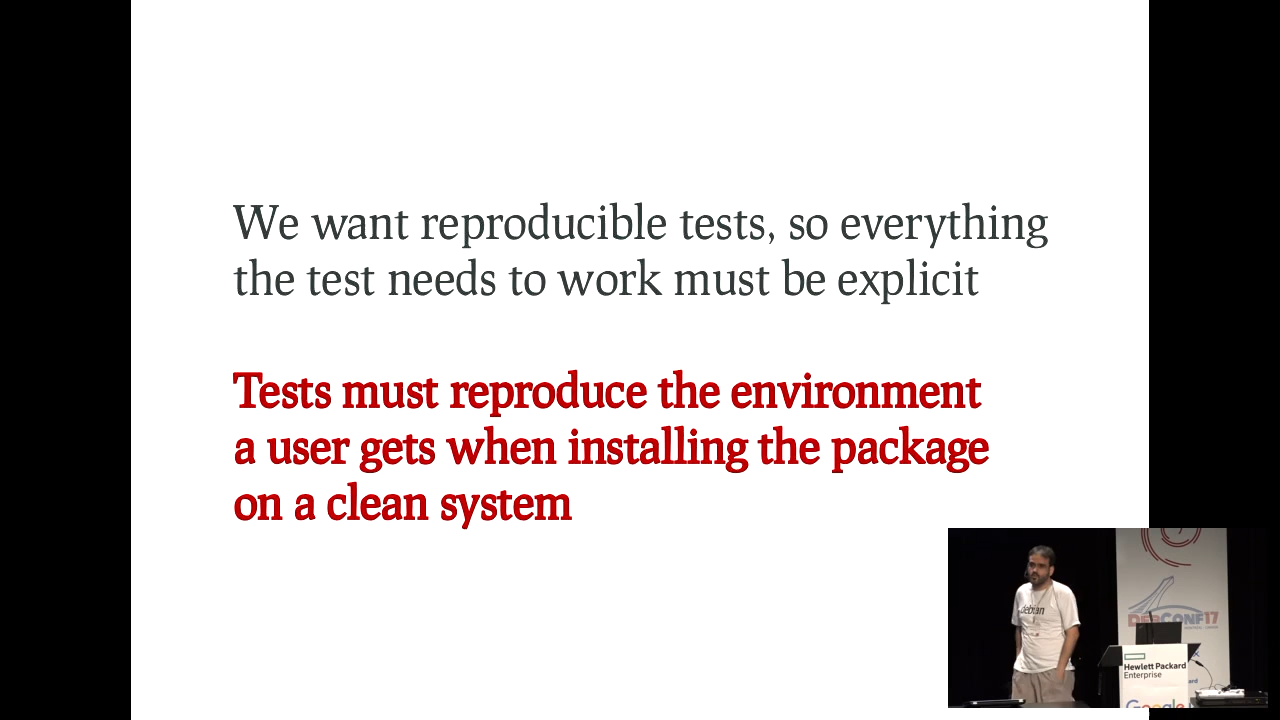 We want reproducible tests, so everything
the test needs to work must be explicit
Tests must reproduce the environment
a user gets when installing the package
on a clean system
debian
DEBCONF17
Hewlett Packard
Enterprise
Google